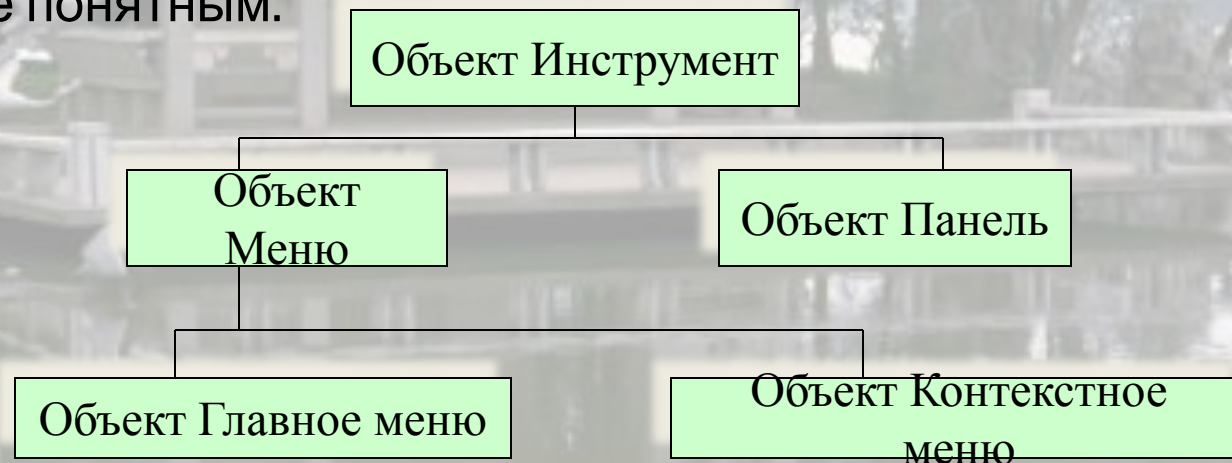 е понятным.
Объект Инструмент
Объект
Меню
Объект Панель
Объект Главное меню
Объект Контекстное
меню